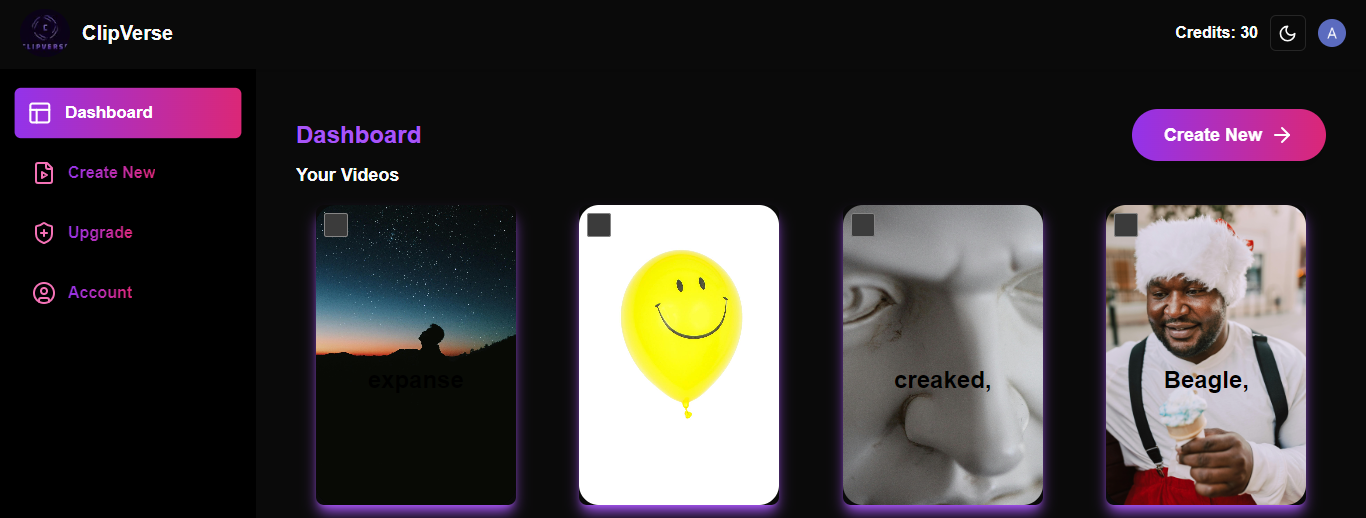 C
CLIPVERSE
ClipVerse
Credits: 30
A
Dashboard
Create New
Upgrade
Account
Dashboard
Create New
Your Videos
expanse
creaked,
Beagle,